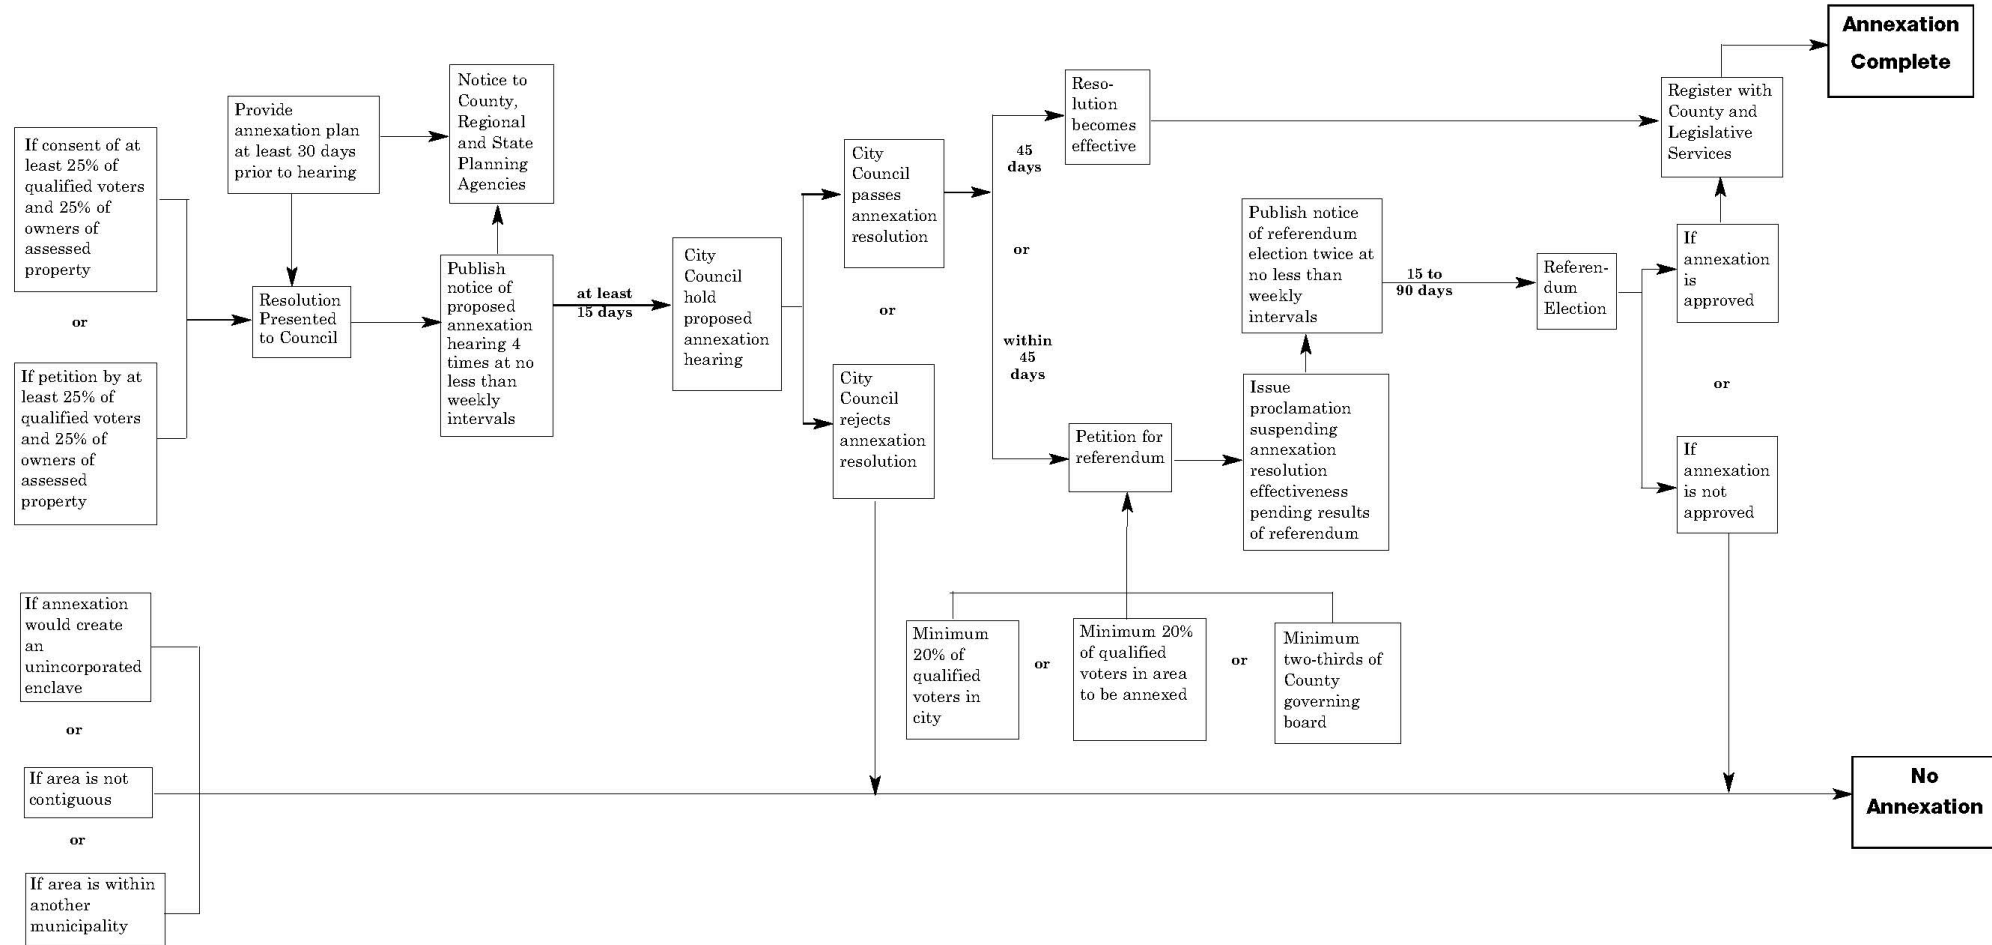 Annexation
Complete
Notice to
County,
Regional
and State
Planning
Agencies
Reso-
lution
becomes
effective
Register with
County and
Legislative
Services
Provide
annexation plan
at least 30 days
prior to hearing
If consent of at
least 25% of
qualified voters
and 25% of
owners of
assessed
property
or
If petition by at
least 25% of
qualified voters
and 25% of
owners of
assessed
property
Resolution
Presented
to Council
Publish
notice of
proposed
annexation
hearing 4
times at no
less than
weekly
intervals
at least
15 days
City
Council
hold
proposed
annexation
hearing
City
Council
passes
annexation
resolution
or
City
Council
rejects
annexation
resolution
45
days
or
within
45
days
Petition for
referendum
Publish notice
of referendum
election twice at
no less than
weekly
intervals
Issue
proclamation
suspending
annexation
resolution
effectiveness
pending results
of referendum
15 to
90 days
Referen-
dum
Election
If
annexation
is
approved
or
If
annexation
is not
approved
If annexation
would create
an
unincorporated
enclave
or
If area is not
contiguous
or
If area is within
another
municipality
Minimum
20% of
qualified
voters in
city
or
Minimum 20%
of qualified
voters in area
to be annexed
or
Minimum
two-thirds of
County
governing
board
No
Annexation